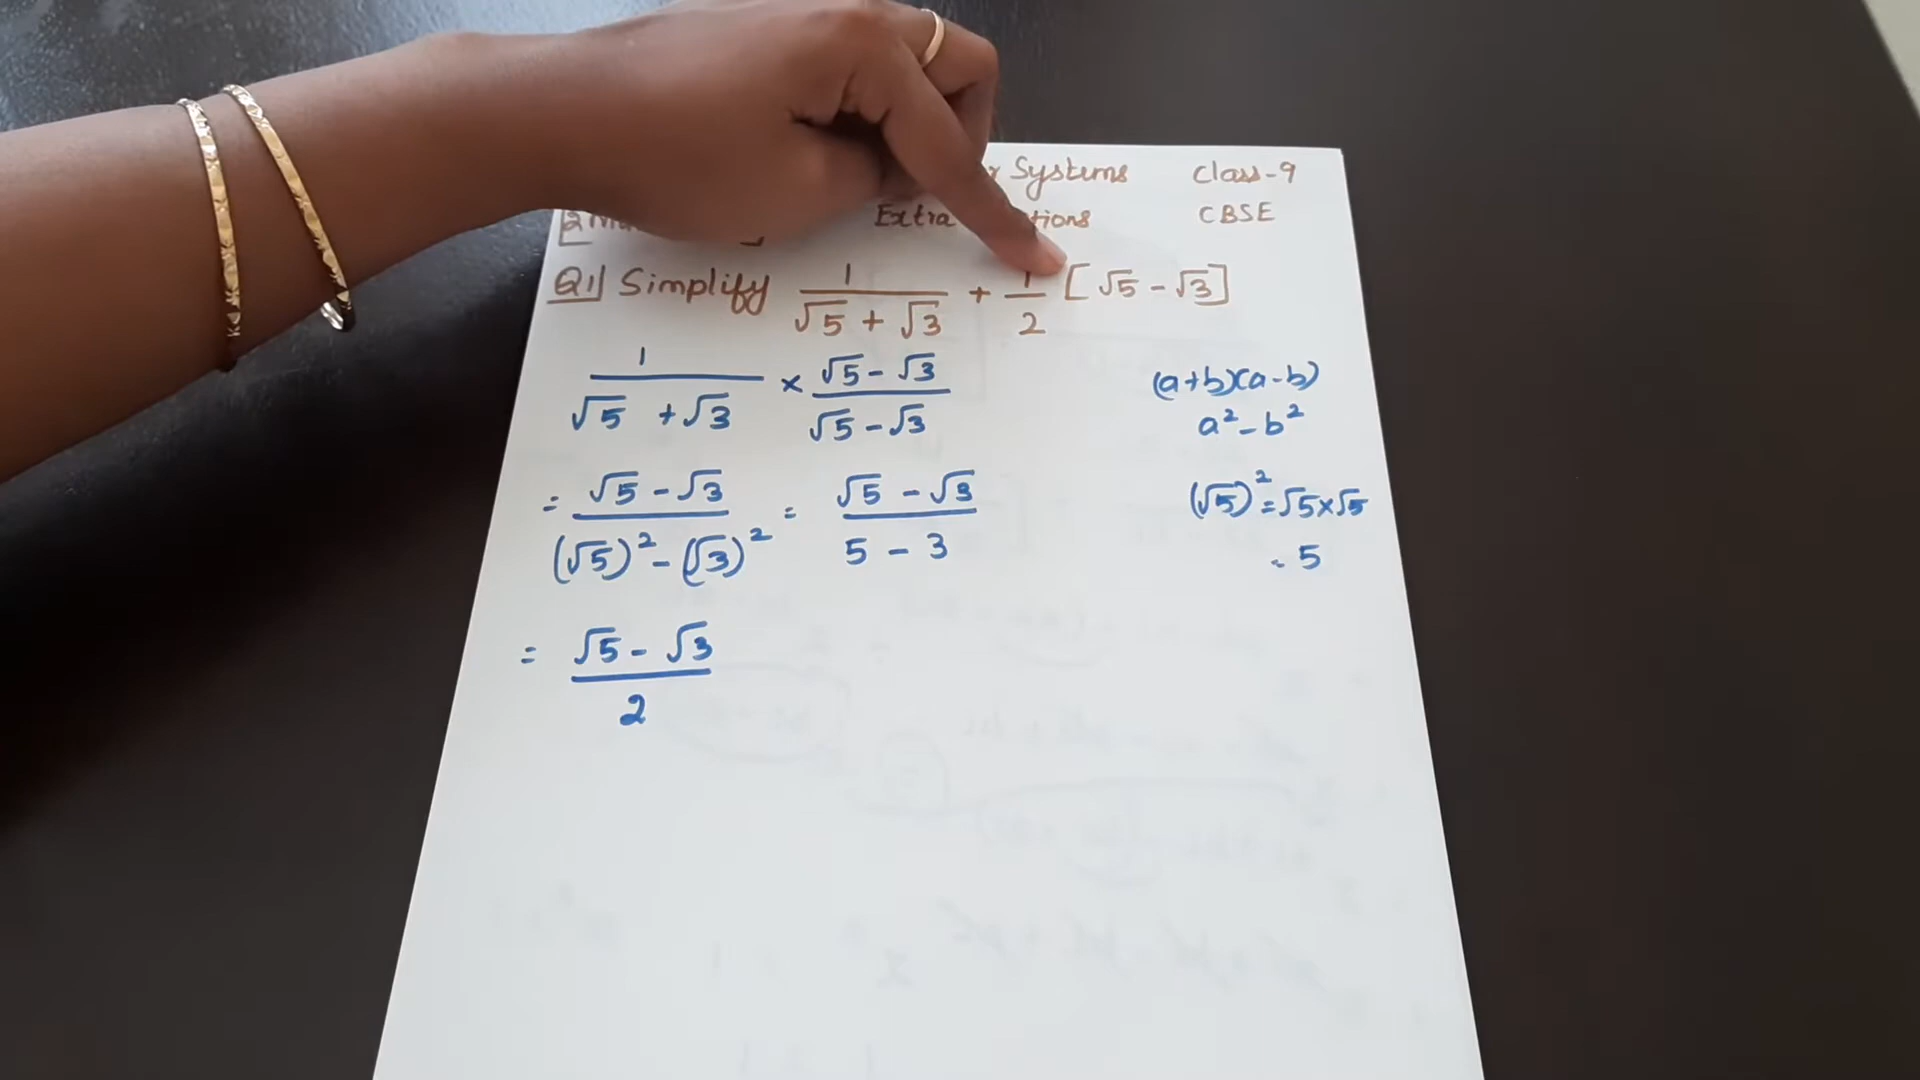 Systems Class-9
Extra CBSE
Q1] Simplify 1/(√5 + √3) + 1/2 [√5 - √3]
1/(√5 + √3) × (√5 - √3)/(√5 - √3)
(a+b)(a-b)
a² - b²
= (√5 - √3)/((√5)² - (√3)²) = (√5 - √3)/(5 - 3)
(√5)² = √5×√5
= 5
= (√5 - √3)/2